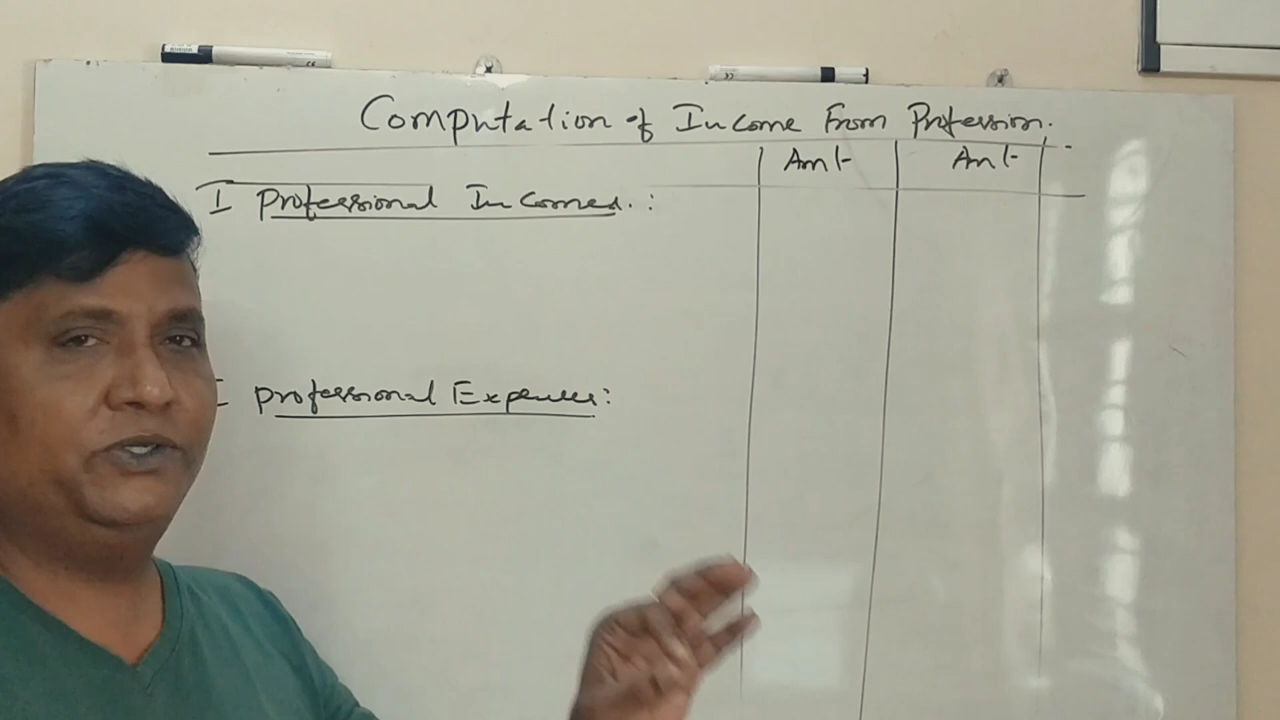 Computation of Income From Profession.
Amt Amt
I Professional Incomes :
Professional Expenses: